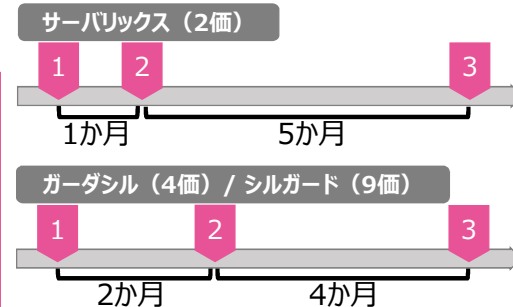 サーバリックス（2価）
1 2 3
1か月 5か月
ガーダシル（4価）/ シルガード（9価）
1 2 3
2か月 4か月